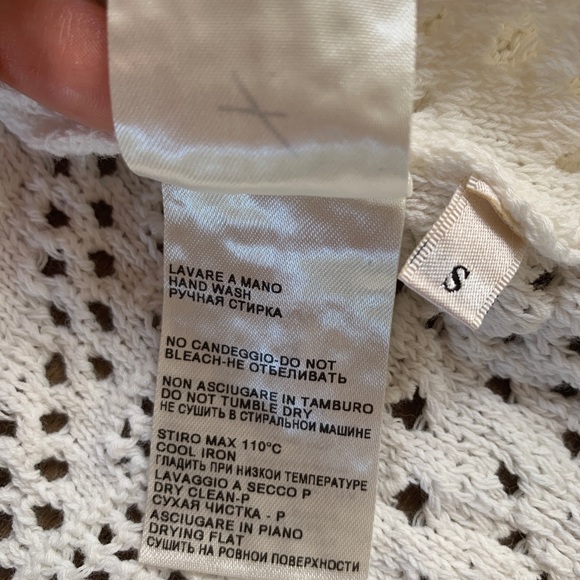 LAVARE A MANO
HAND WASH
РУЧНАЯ СТИРКА
NO CANDEGGIO-DO NOT
BLEACH-НЕ ОТБЕЛИВАТЬ
NON ASCIUGARE IN TAMBURO
DO NOT TUMBLE DRY
НЕ СУШИТЬ В СТИРАЛЬНОЙ МАШИНЕ
STIRO MAX 110°C
COOL IRON
ГЛАДИТЬ ПРИ НИЗКОЙ ТЕМПЕРАТУРЕ
LAVAGGIO A SECCO P
DRY CLEAN-P
СУХАЯ ЧИСТКА - P
ASCIUGARE IN PIANO
DRYING FLAT
СУШИТЬ НА РОВНОЙ ПОВЕРХНОСТИ
S